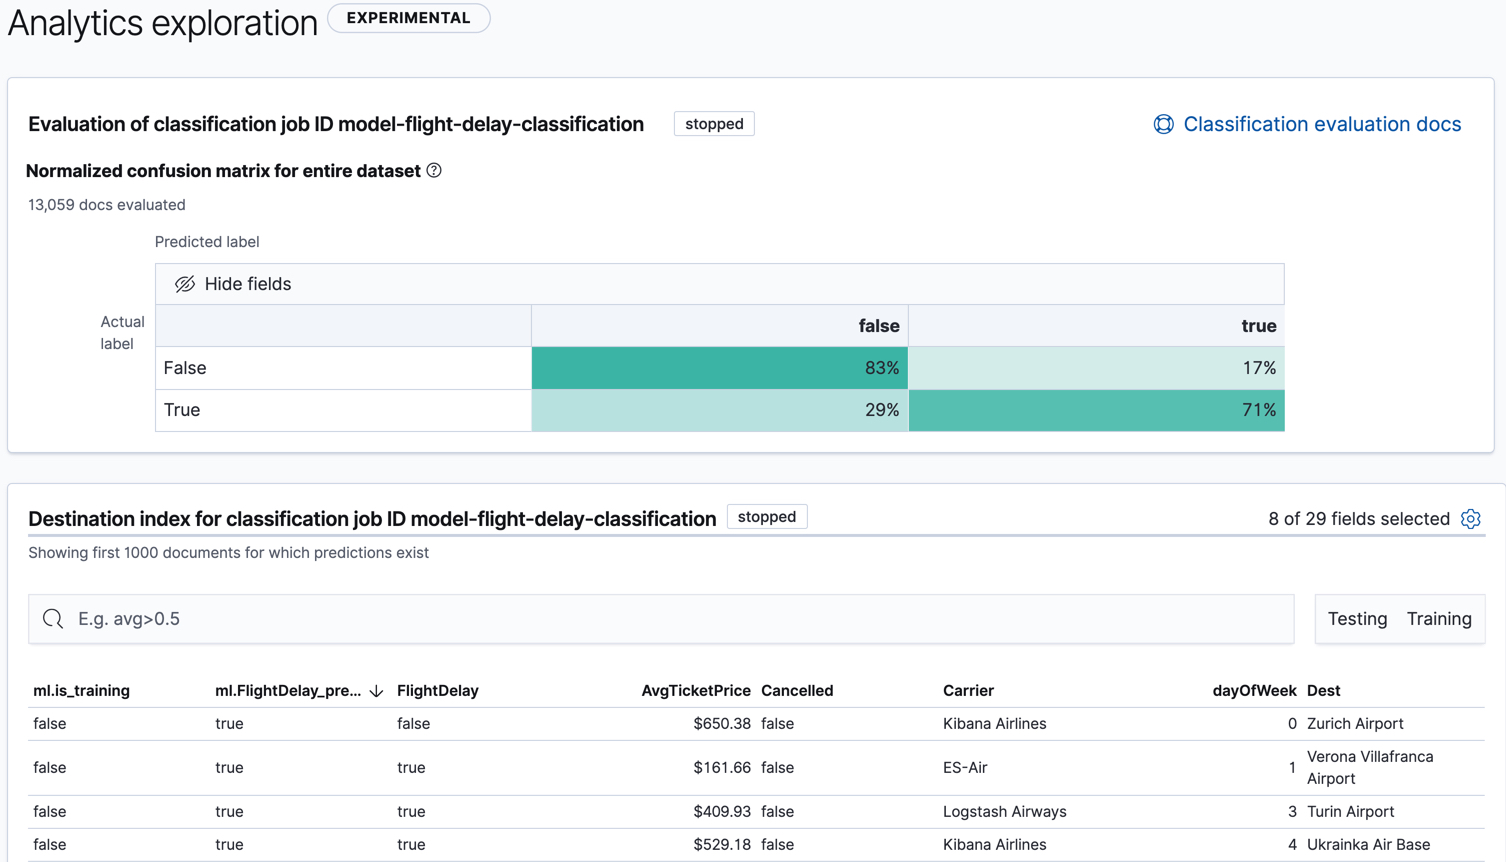 Analytics exploration EXPERIMENTAL
Evaluation of classification job ID model-flight-delay-classification stopped Classification evaluation docs
Normalized confusion matrix for entire dataset
13,059 docs evaluated
Predicted label
Hide fields
Actual label
false true
False 83% 17%
True 29% 71%
Destination index for classification job ID model-flight-delay-classification stopped 8 of 29 fields selected
Showing first 1000 documents for which predictions exist
E.g. avg>0.5 Testing Training
ml.is_training ml.FlightDelay_pre... FlightDelay AvgTicketPrice Cancelled Carrier dayOfWeek Dest
false true false $650.38 false Kibana Airlines 0 Zurich Airport
false true true $161.66 false ES-Air 1 Verona Villafranca Airport
false true true $409.93 false Logstash Airways 3 Turin Airport
false true true $529.18 false Kibana Airlines 4 Ukrainka Air Base